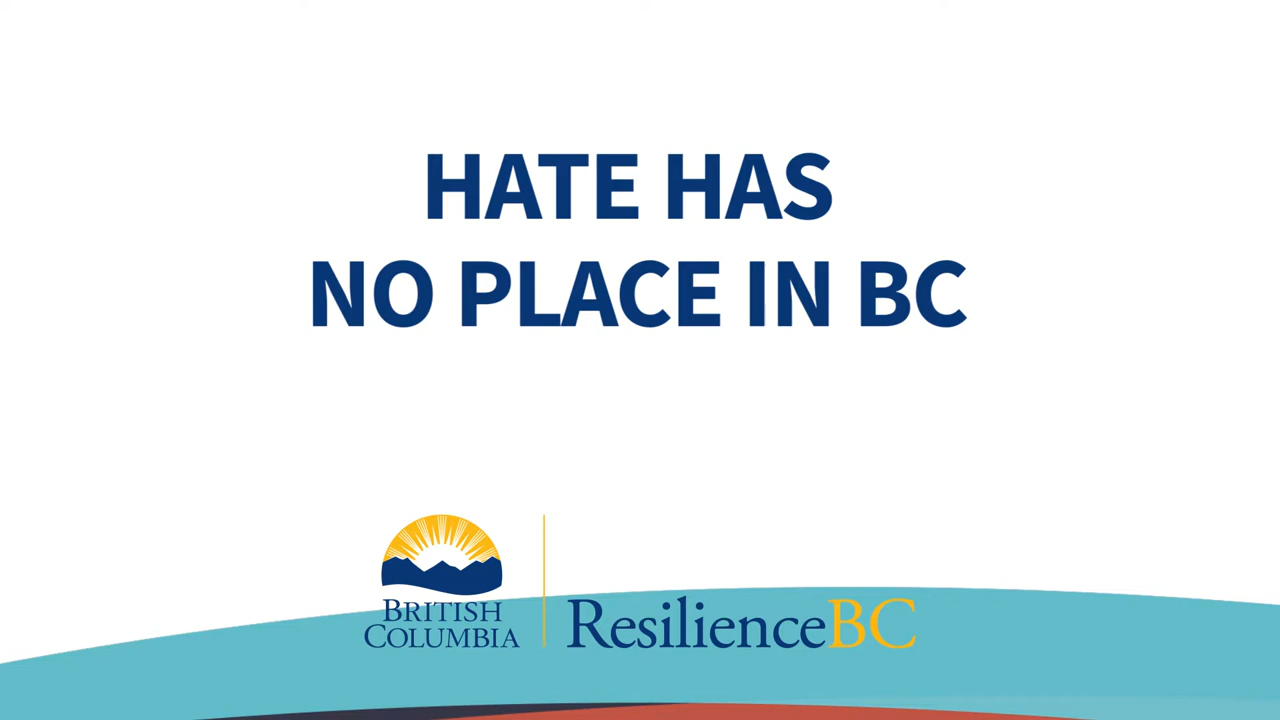 HATE HAS
NO PLACE IN BC
BRITISH
COLUMBIA
ResilienceBC